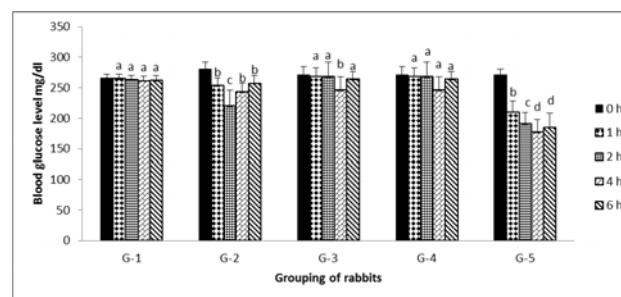 350
300
250
200
150
100
50
0
Blood glucose level mg/dl
a a a a
b c b b
a a b a
a a a a
b c d d
G-1 G-2 G-3 G-4 G-5
Grouping of rabbits
0 h
1 h
2 h
4 h
6 h